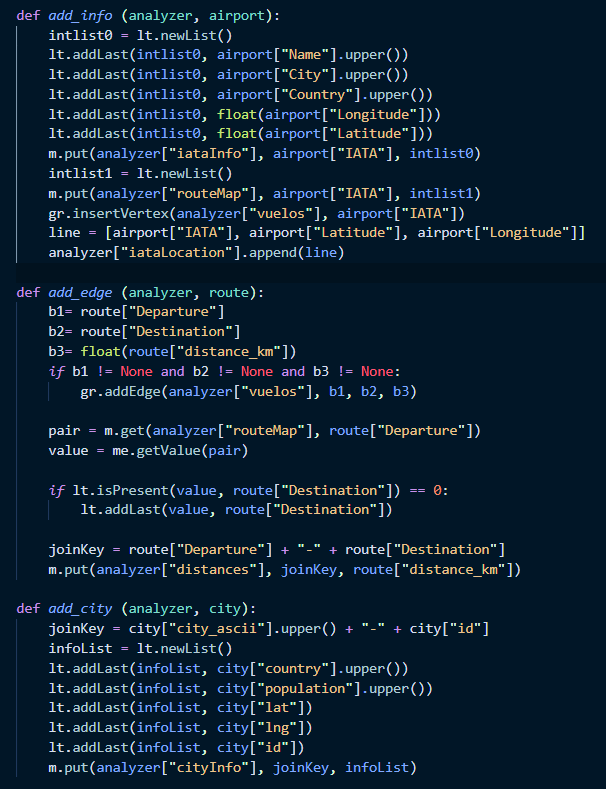 def add_info (analyzer, airport):
    intlist0 = lt.newList()
    lt.addLast(intlist0, airport["Name"].upper())
    lt.addLast(intlist0, airport["City"].upper())
    lt.addLast(intlist0, airport["Country"].upper())
    lt.addLast(intlist0, float(airport["Longitude"]))
    lt.addLast(intlist0, float(airport["Latitude"]))
    m.put(analyzer["iataInfo"], airport["IATA"], intlist0)
    intlist1 = lt.newList()
    m.put(analyzer["routeMap"], airport["IATA"], intlist1)
    gr.insertVertex(analyzer["vuelos"], airport["IATA"])
    line = [airport["IATA"], airport["Latitude"], airport["Longitude"]]
    analyzer["iataLocation"].append(line)

def add_edge (analyzer, route):
    b1= route["Departure"]
    b2= route["Destination"]
    b3= float(route["distance_km"])
    if b1 != None and b2 != None and b3 != None:
        gr.addEdge(analyzer["vuelos"], b1, b2, b3)

    pair = m.get(analyzer["routeMap"], route["Departure"])
    value = me.getValue(pair)

    if lt.isPresent(value, route["Destination"]) == 0:
        lt.addLast(value, route["Destination"])

    joinKey = route["Departure"] + "-" + route["Destination"]
    m.put(analyzer["distances"], joinKey, route["distance_km"])

def add_city (analyzer, city):
    joinKey = city["city_ascii"].upper() + "-" + city["id"]
    infoList = lt.newList()
    lt.addLast(infoList, city["country"].upper())
    lt.addLast(infoList, city["population"].upper())
    lt.addLast(infoList, city["lat"])
    lt.addLast(infoList, city["lng"])
    lt.addLast(infoList, city["id"])
    m.put(analyzer["cityInfo"], joinKey, infoList)